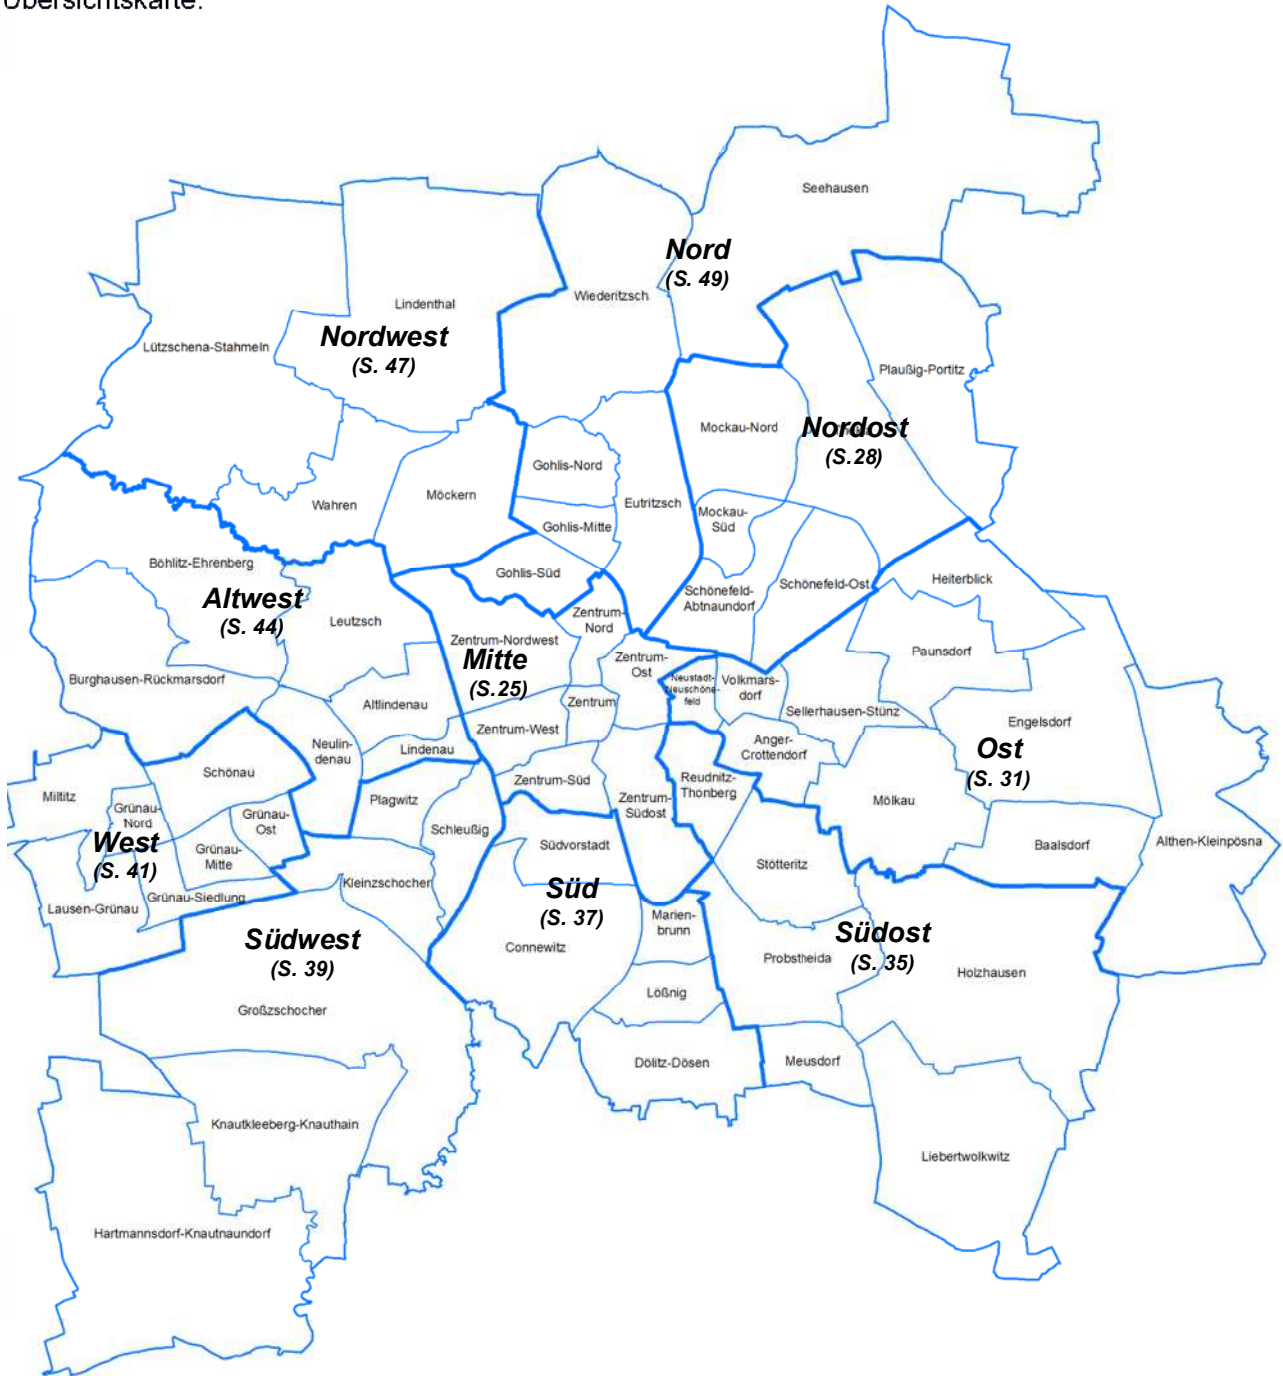 Übersichtskarte:
Seehausen
Nord
(S. 49)
Wiederitzsch
Lindenthal
Nordwest
(S. 47)
Lützschena-Stahmeln
Plaußig-Portitz
Mockau-Nord
Nordost
(S.28)
Gohlis-Nord
Möckern
Wahren
Eutritzsch
Mockau-
Süd
Gohlis-Mitte
Böhlitz-Ehrenberg
Gohlis-Süd
Schönefeld-
Abtnaundorf
Schönefeld-Ost
Heiterblick
Altwest
(S. 44)
Leutzsch
Zentrum-
Nord
Zentrum-Nordwest
Mitte
(S.25)
Zentrum-
Ost
Paunsdorf
Burghausen-Rückmarsdorf
Neustadt-
Neuschöne-
feld
Volkmars-
dorf
Altlindenau
Zentrum
Sellerhausen-Stünz
Engelsdorf
Zentrum-West
Neulin-
denau
Lindenau
Anger-
Crottendorf
Ost
(S. 31)
Schönau
Zentrum-Süd
Reudnitz-
Thonberg
Miltitz
Plagwitz
Zentrum-
Südost
Mölkau
Grünau-
Nord
Grünau-
Ost
Schleußig
West
(S. 41)
Grünau-
Mitte
Südvorstadt
Stötteritz
Baalsdorf
Althen-Kleinpösna
Kleinzschocher
Grünau-Siedlung
Lausen-Grünau
Süd
(S. 37)
Marien-
brunn
Südwest
(S. 39)
Connewitz
Südost
(S. 35)
Probstheida
Holzhausen
Lößnig
Großzschocher
Dölitz-Dösen
Meusdorf
Knautkleeberg-Knauthain
Liebertwolkwitz
Hartmannsdorf-Knautnaundorf